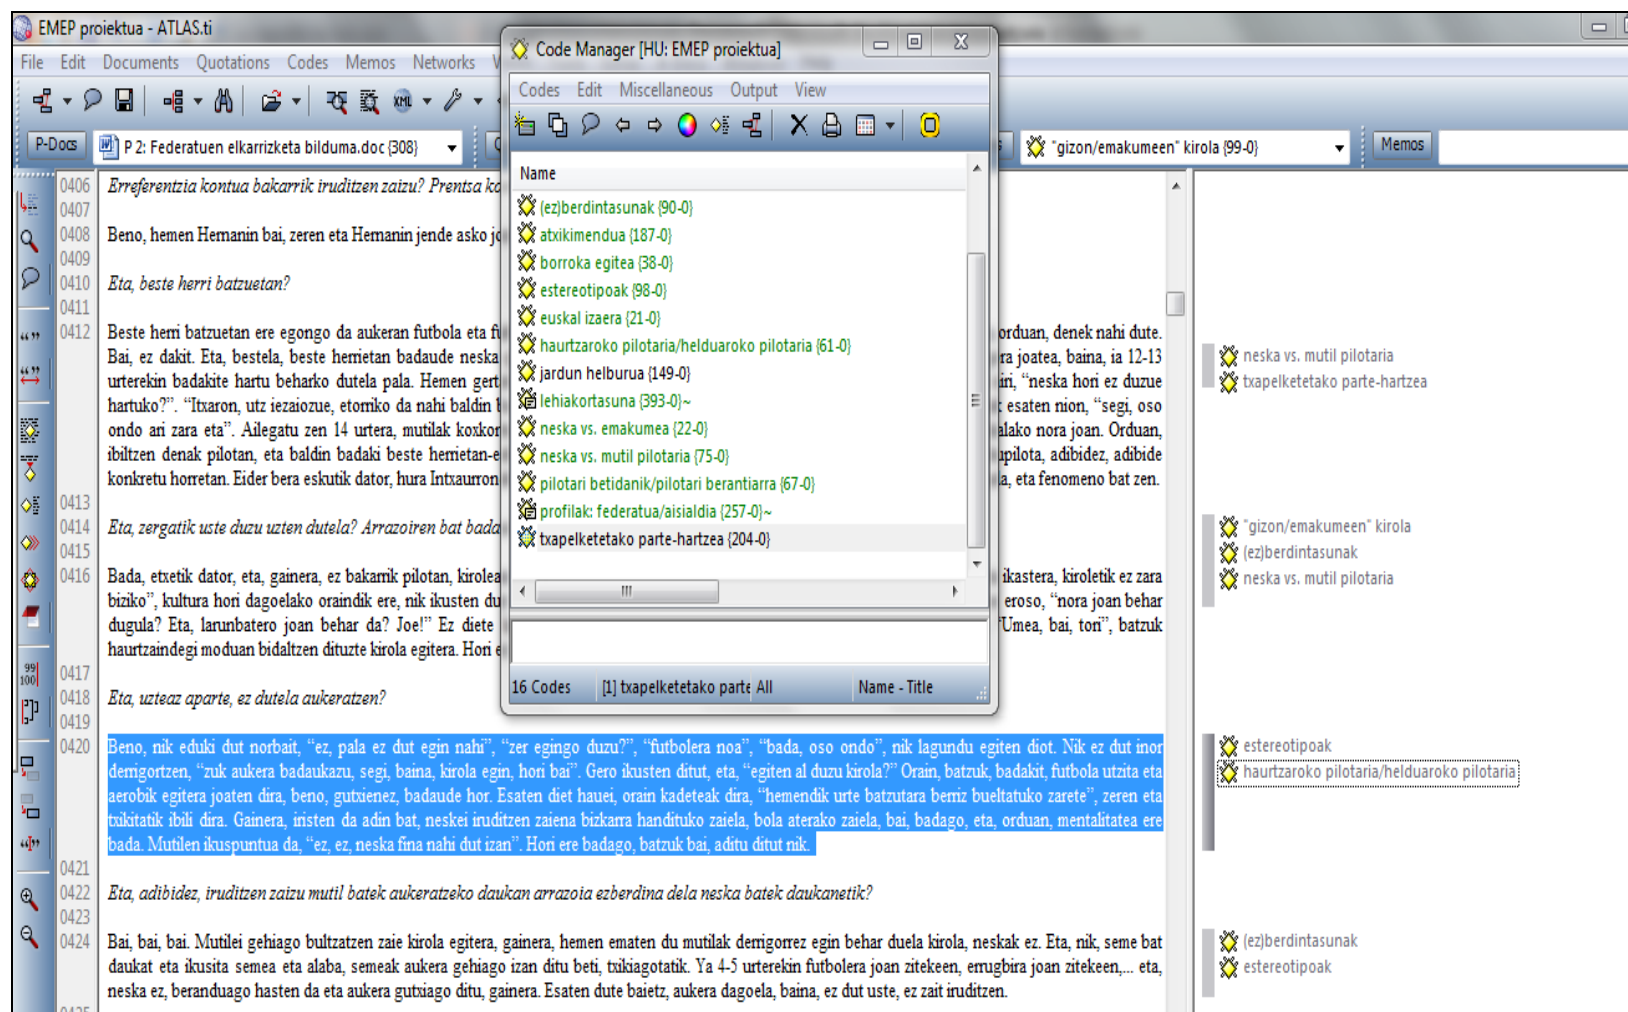 EMEP proiektua - ATLAS.ti
File Edit Documents Quotations Codes Memos Networks
P-Docs P 2: Federatuen elkarrizketa bilduma.doc {308}
"gizon/emakumeen" kirola {99-0} Memos
Code Manager [HU: EMEP proiektua]
Codes Edit Miscellaneous Output View
Name
(ez)berdintasunak {90-0}
atxikimendua {187-0}
borroka egitea {38-0}
estereotipoak {98-0}
euskal izaera {21-0}
haurtzaroko pilotaria/helduaroko pilotaria {61-0}
jardun helburua {149-0}
lehiakortasuna {393-0}~
neska vs. emakumea {22-0}
neska vs. mutil pilotaria {75-0}
pilotari betidanik/pilotari berantiarra {67-0}
profilak: federatua/aisialdia {257-0}~
txapelketetako parte-hartzea {204-0}
16 Codes [1] txapelketetako parte All Name - Title
0406 Erreferentzia kontua bakarrik iruditzen zaizu? Prentsa
0407
0408 Beno, hemen Hernanin bai, zeren eta Hernanin jende asko
0409
0410 Eta, beste herri batzuetan?
0411
0412 Beste herri batzuetan ere egongo da aukeran futbola eta orduan, denek nahi dute.
Bai, ez dakit. Eta, bestela, beste herrietan badaude neska joatea, baina, ia 12-13
urterekin badakite hartu beharko dutela pala. Hemen "neska hori ez duzue
hartuko?". "Itxaron, utz iezaiozue, etorriko da nahi baldin esaten nion, "segi, oso
ondo ari zara eta". Ailegatu zen 14 urtera, mutilak nora joan. Orduan,
ibiltzen denak pilotan, eta baldin badaki beste adibidez, adibide
konkretu horretan. Eider bera eskutik dator, hura eta fenomeno bat zen.
0413
0414 Eta, zergatik uste duzu uzten dutela? Arrazoiren bat
0415
0416 Bada, etxetik dator, eta, gainera, ez bakarrik pilotan, ikastera, kiroletik ez zara
biziko", kultura hori dagoelako oraindik ere, nik ikusten eroso, "nora joan behar
dugula? Eta, larunbatero joan behar da? Joe!" Ez diete "Umea, bai, tori", batzuk
haurtzaindegi moduan bidaltzen dituzte kirola egitera. Hori
0417
0418 Eta, uzteaz aparte, ez dutela aukeratzen?
0419
0420 Beno, nik eduki dut norbait, "ez, pala ez dut egin nahi", "zer egingo duzu?", "futbolera noa", "bada, oso ondo", nik lagundu egiten diot. Nik ez dut inor
derrigortzen, "zuk aukera badaukazu, segi, baina, kirola egin, hori bai". Gero ikusten ditut, eta, "egiten al duzu kirola?" Orain, batzuk, badakit, futbola utzita eta
aerobik egitera joaten dira, beno, gutxienez, badaude hor. Esaten diet hauei, orain kadeteak dira, "hemendik urte batzutara berriz bueltatuko zarete", zeren eta
txikitatik ibili dira. Gainera, iristen da adin bat, neskei iruditzen zaiena bizkarra handituko zaiela, bola aterako zaiela, bai, badago, eta, orduan, mentalitatea ere
bada. Mutilen ikuspuntua da, "ez, ez, neska fina nahi dut izan". Hori ere badago, batzuk bai, aditu ditut nik.
0421
0422 Eta, adibidez, iruditzen zaizu mutil batek aukeratzeko daukan arrazoia ezberdina dela neska batek daukanetik?
0423
0424 Bai, bai, bai. Mutilei gehiago bultzatzen zaie kirola egitera, gainera, hemen ematen du mutilak derrigorrez egin behar duela kirola, neskak ez. Eta, nik, seme bat
daukat eta ikusita semea eta alaba, semeak aukera gehiago izan ditu beti, txikiagotatik. Ya 4-5 urterekin futbolera joan zitekeen, errugbira joan zitekeen,... eta,
neska ez, beranduago hasten da eta aukera gutxiago ditu, gainera. Esaten dute baietz, aukera dagoela, baina, ez dut uste, ez zait iruditzen.
neska vs. mutil pilotaria
txapelketetako parte-hartzea
"gizon/emakumeen" kirola
(ez)berdintasunak
neska vs. mutil pilotaria
estereotipoak
haurtzaroko pilotaria/helduaroko pilotaria
(ez)berdintasunak
estereotipoak